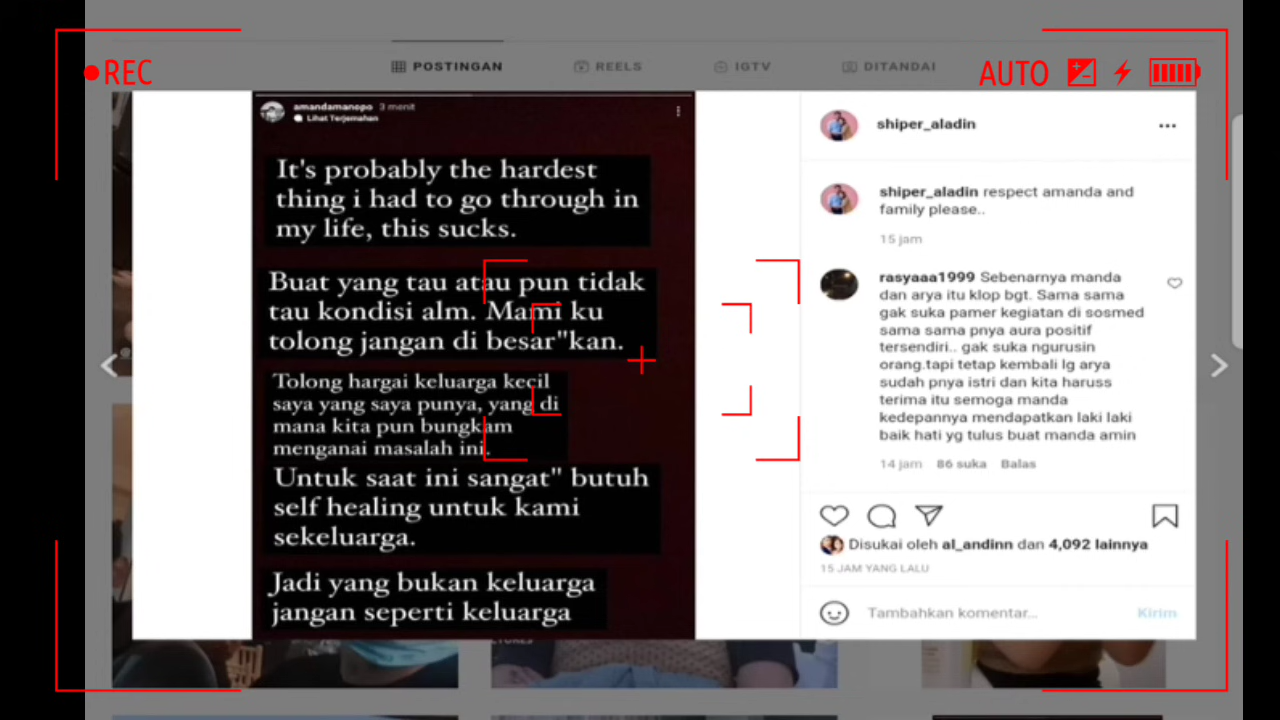 POSTINGAN
REELS
IGTV
DITANDAI
REC
AUTO
amandamanopo 3 menit
Lihat Terjemahan
It's probably the hardest
thing i had to go through in
my life, this sucks.
Buat yang tau atau pun tidak
tau kondisi alm. Mami ku
tolong jangan di besar"kan.
Tolong hargai keluarga kecil
saya yang saya punya, yang di
mana kita pun bungkam
menganai masalah ini.
Untuk saat ini sangat" butuh
self healing untuk kami
sekeluarga.
Jadi yang bukan keluarga
jangan seperti keluarga
shiper_aladin
shiper_aladin respect amanda and
family please..
15 jam
rasyaaa1999 Sebenarnya manda
dan arya itu klop bgt. Sama sama
gak suka pamer kegiatan di sosmed
sama sama pnya aura positif
tersendiri.. gak suka ngurusin
orang.tapi tetap kembali lg arya
sudah pnya istri dan kita haruss
terima itu semoga manda
kedepannya mendapatkan laki laki
baik hati yg tulus buat manda amin
14 jam 86 suka Balas
Disukai oleh al_andinn dan 4,092 lainnya
15 JAM YANG LALU
Tambahkan komentar... Kirim